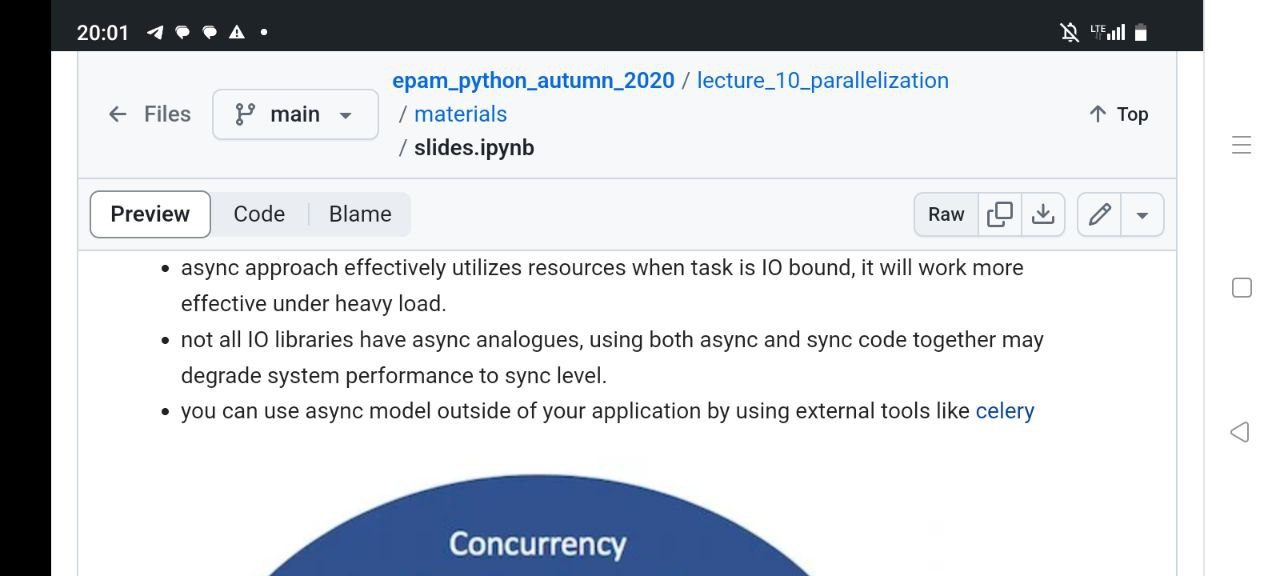 20:01
LTE
epam_python_autumn_2020 / lecture_10_parallelization
← Files
main
/ materials
↑ Top
/ slides.ipynb
Preview Code Blame
Raw
• async approach effectively utilizes resources when task is IO bound, it will work more
effective under heavy load.
• not all IO libraries have async analogues, using both async and sync code together may
degrade system performance to sync level.
• you can use async model outside of your application by using external tools like celery
Concurrency